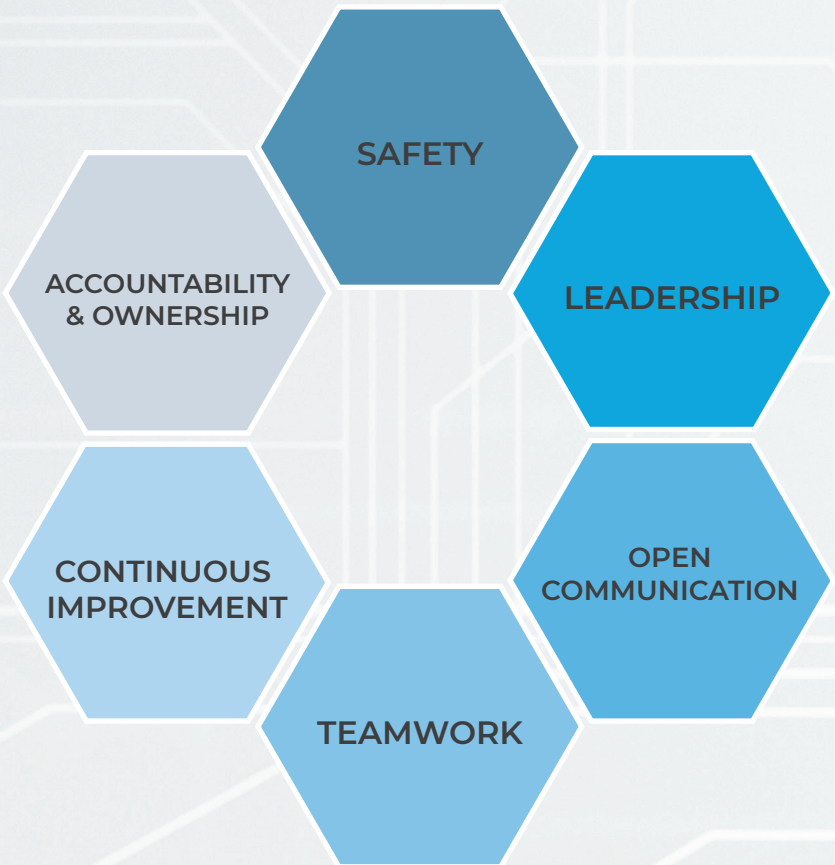 SAFETY
LEADERSHIP
OPEN
COMMUNICATION
TEAMWORK
CONTINUOUS
IMPROVEMENT
ACCOUNTABILITY
& OWNERSHIP